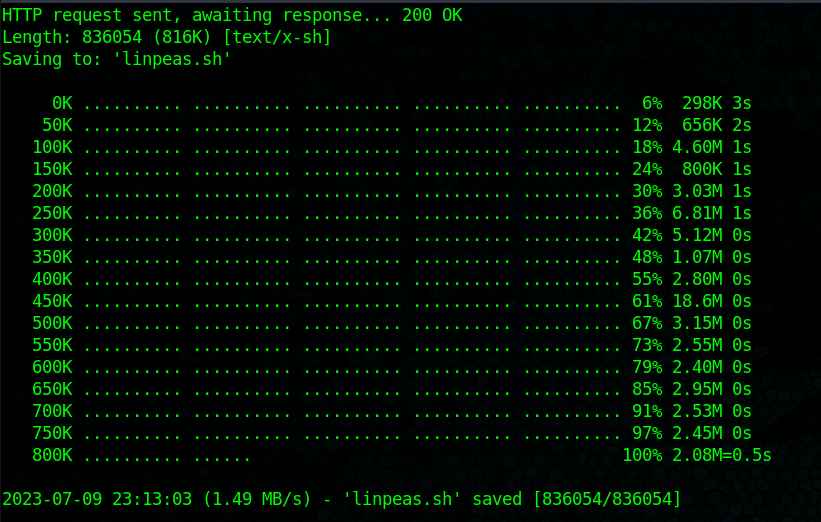 HTTP request sent, awaiting response... 200 OK
Length: 836054 (816K) [text/x-sh]
Saving to: 'linpeas.sh'

     0K .......... .......... .......... .......... ..........  6%  298K 3s
    50K .......... .......... .......... .......... .......... 12%  656K 2s
   100K .......... .......... .......... .......... .......... 18% 4.60M 1s
   150K .......... .......... .......... .......... .......... 24%  800K 1s
   200K .......... .......... .......... .......... .......... 30% 3.03M 1s
   250K .......... .......... .......... .......... .......... 36% 6.81M 1s
   300K .......... .......... .......... .......... .......... 42% 5.12M 0s
   350K .......... .......... .......... .......... .......... 48% 1.07M 0s
   400K .......... .......... .......... .......... .......... 55% 2.80M 0s
   450K .......... .......... .......... .......... .......... 61% 18.6M 0s
   500K .......... .......... .......... .......... .......... 67% 3.15M 0s
   550K .......... .......... .......... .......... .......... 73% 2.55M 0s
   600K .......... .......... .......... .......... .......... 79% 2.40M 0s
   650K .......... .......... .......... .......... .......... 85% 2.95M 0s
   700K .......... .......... .......... .......... .......... 91% 2.53M 0s
   750K .......... .......... .......... .......... .......... 97% 2.45M 0s
   800K .......... ......                                     100% 2.08M=0.5s

2023-07-09 23:13:03 (1.49 MB/s) - 'linpeas.sh' saved [836054/836054]